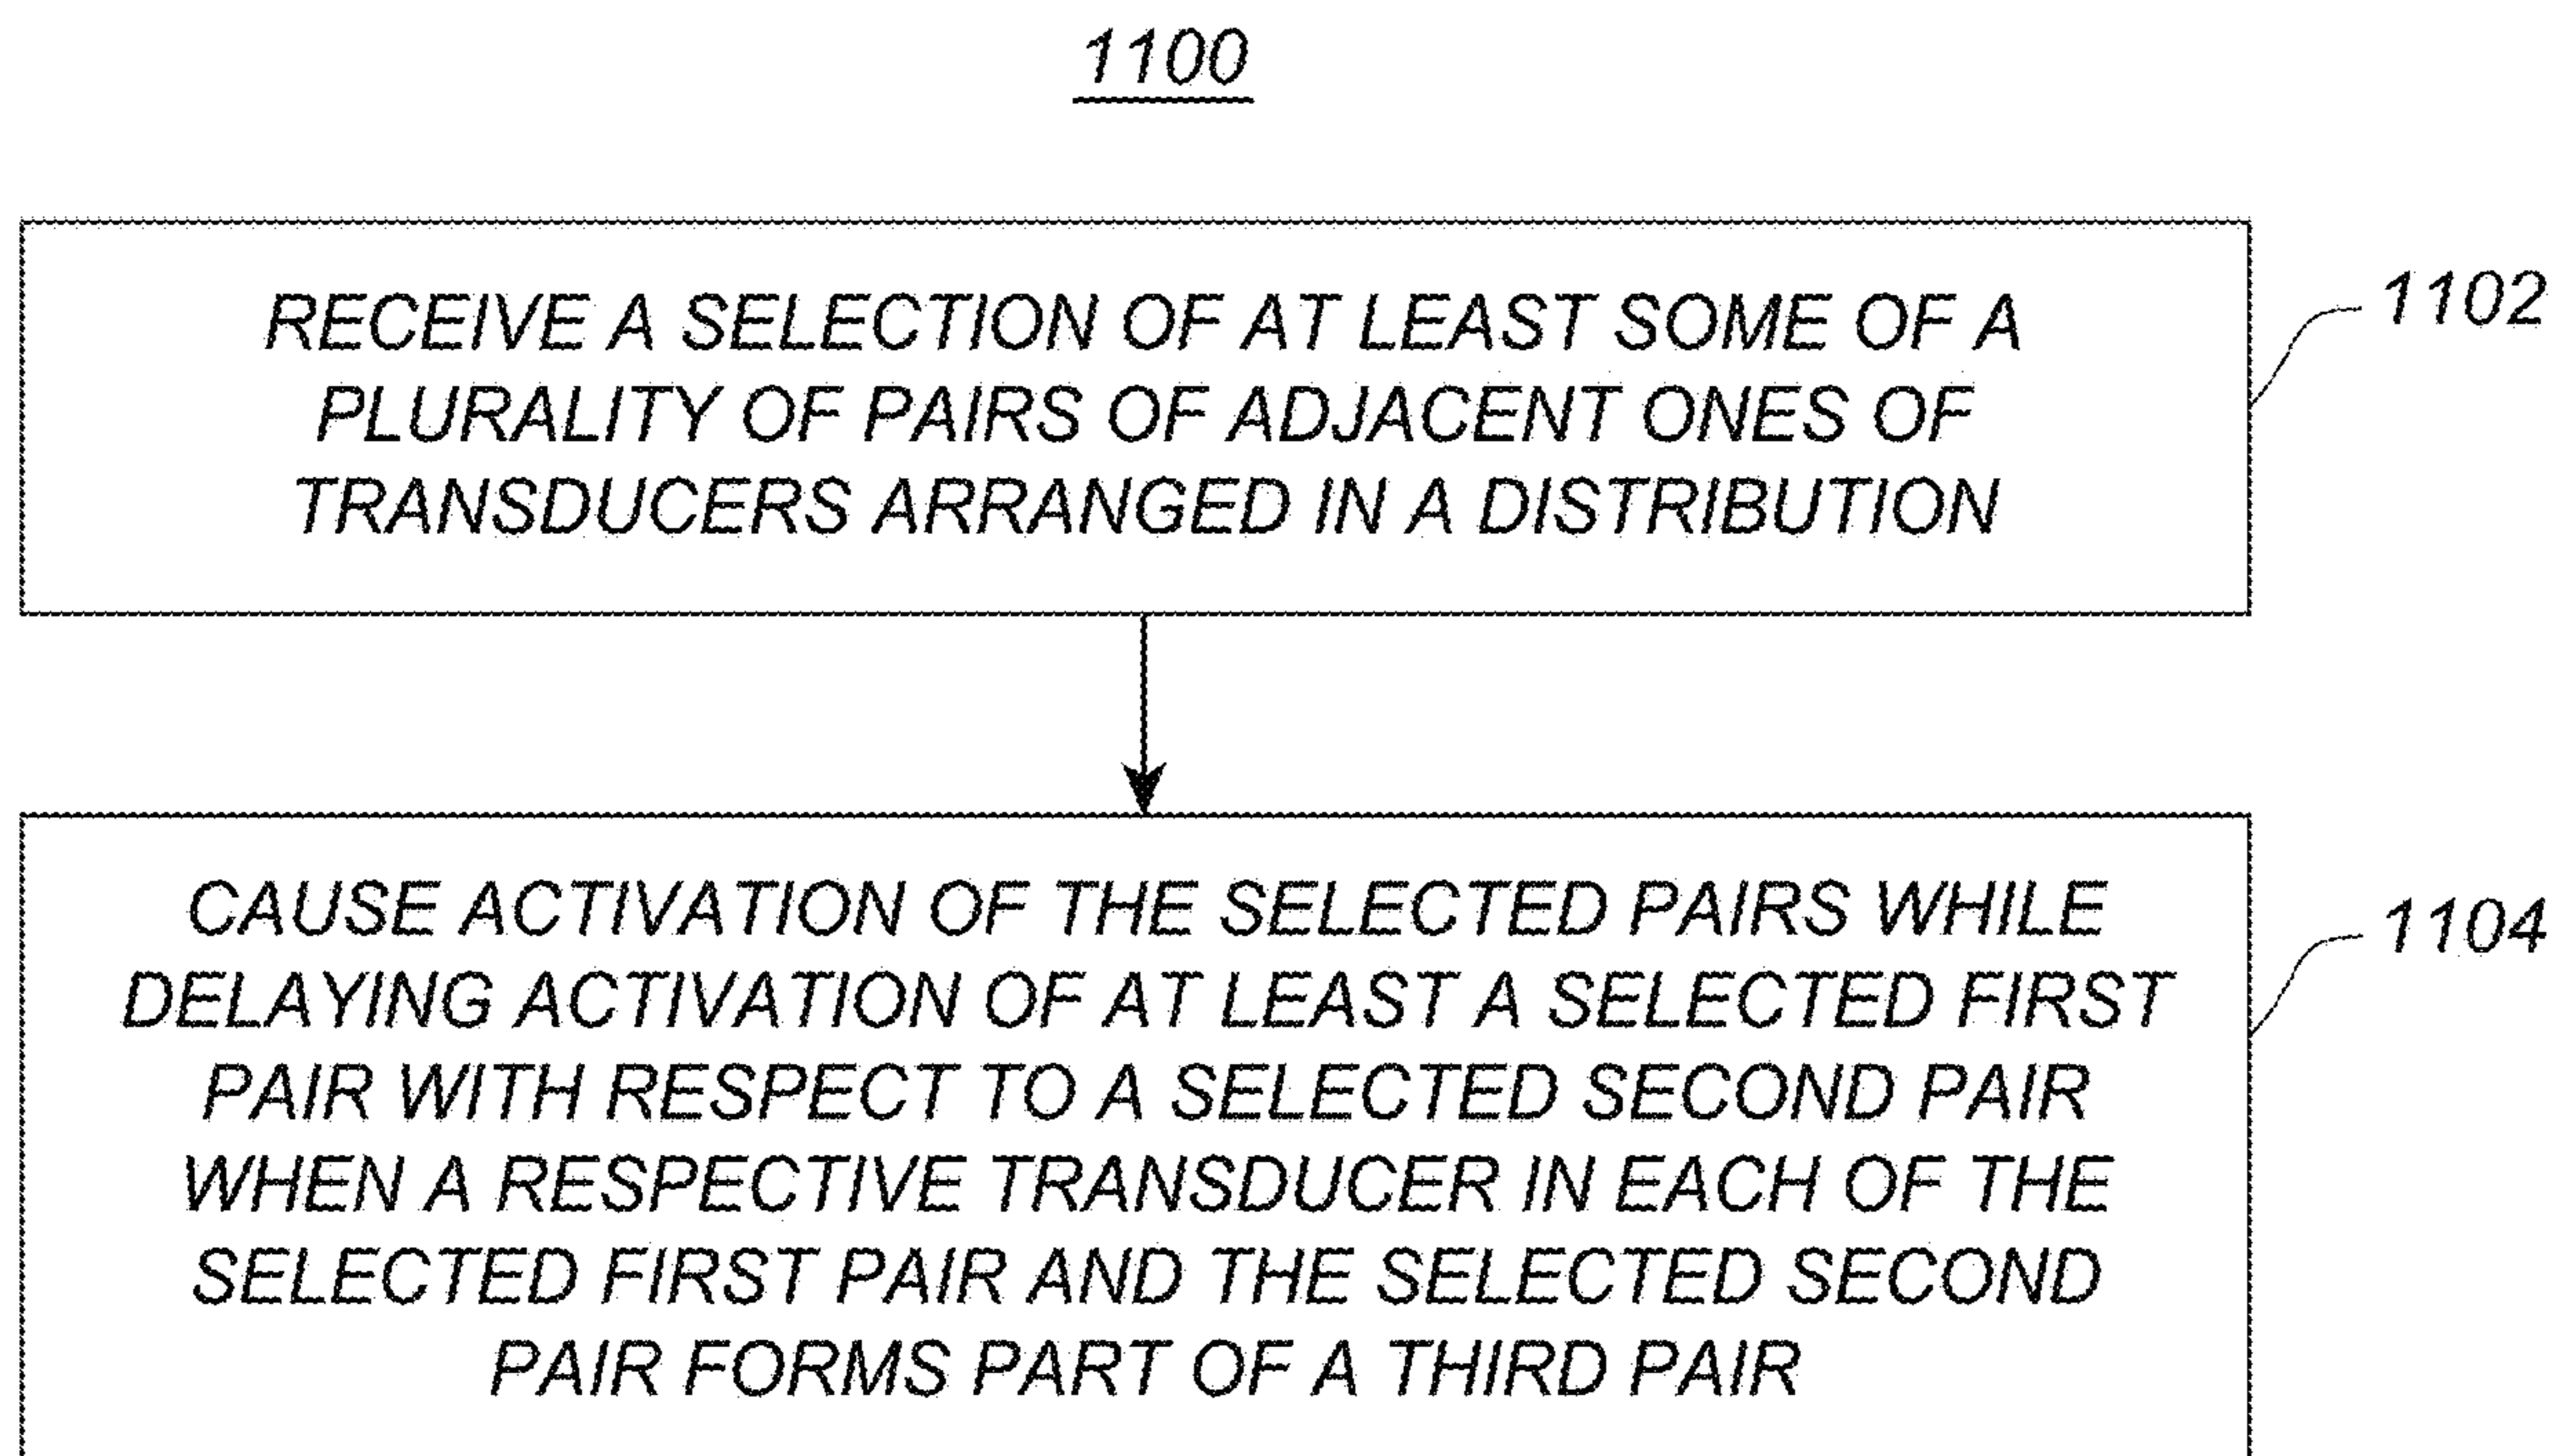 1100
RECEIVE A SELECTION OF AT LEAST SOME OF A
PLURALITY OF PAIRS OF ADJACENT ONES OF
TRANSDUCERS ARRANGED IN A DISTRIBUTION
1102
CAUSE ACTIVATION OF THE SELECTED PAIRS WHILE
DELAYING ACTIVATION OF AT LEAST A SELECTED FIRST
PAIR WITH RESPECT TO A SELECTED SECOND PAIR
WHEN A RESPECTIVE TRANSDUCER IN EACH OF THE
SELECTED FIRST PAIR AND THE SELECTED SECOND
PAIR FORMS PART OF A THIRD PAIR
1104